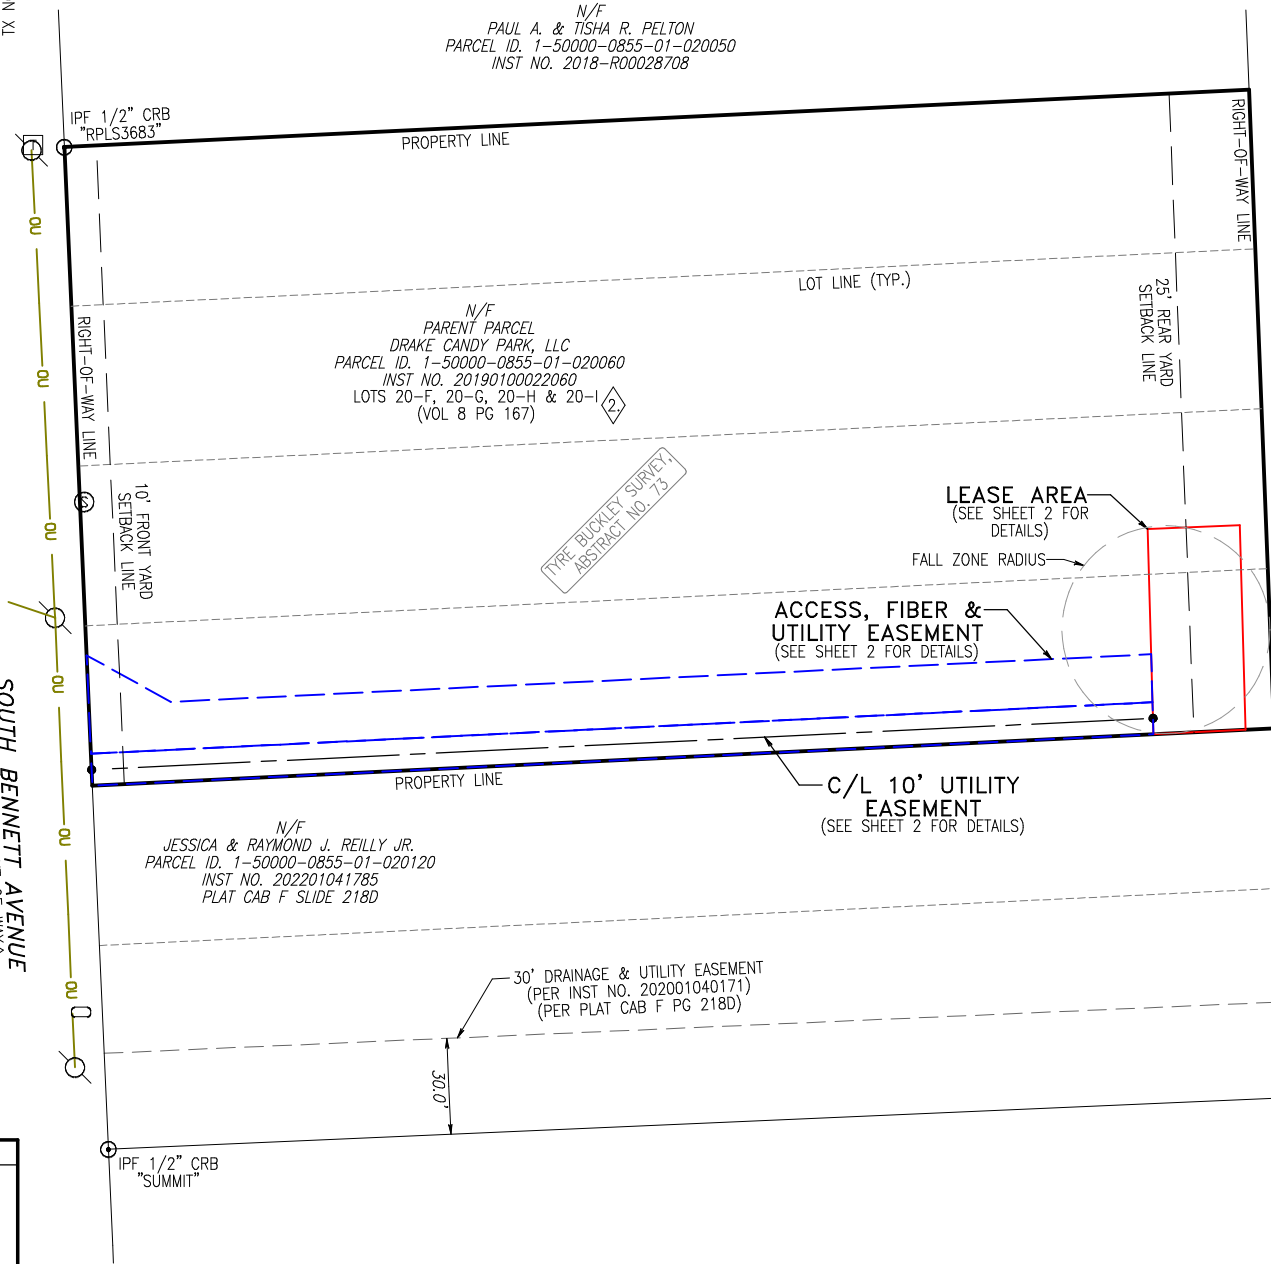 N/F
PAUL A. & TISHA R. PELTON
PARCEL ID. 1-50000-0855-01-020050
INST NO. 2018-R00028708
IPF 1/2" CRB
"RPLS3683"
PROPERTY LINE
RIGHT-OF-WAY LINE
LOT LINE (TYP.)
25' REAR YARD
SETBACK LINE
N/F
PARENT PARCEL
DRAKE CANDY PARK, LLC
PARCEL ID. 1-50000-0855-01-020060
INST NO. 20190100022060
LOTS 20-F, 20-G, 20-H & 20-I
(VOL 8 PG 167)
2.
RIGHT-OF-WAY LINE
10' FRONT YARD
SETBACK LINE
TYRE BUCKLEY SURVEY,
ABSTRACT NO. 73
LEASE AREA
(SEE SHEET 2 FOR
DETAILS)
FALL ZONE RADIUS
ACCESS, FIBER &
UTILITY EASEMENT
(SEE SHEET 2 FOR DETAILS)
PROPERTY LINE
C/L 10' UTILITY
EASEMENT
(SEE SHEET 2 FOR DETAILS)
N/F
JESSICA & RAYMOND J. REILLY JR.
PARCEL ID. 1-50000-0855-01-020120
INST NO. 202201041785
PLAT CAB F SLIDE 218D
30' DRAINAGE & UTILITY EASEMENT
(PER INST NO. 202001040171)
(PER PLAT CAB F PG 218D)
30.0'
IPF 1/2" CRB
"SUMMIT"
OU
OU
OU
OU
OU
OU
SOUTH BENNETT AVENUE